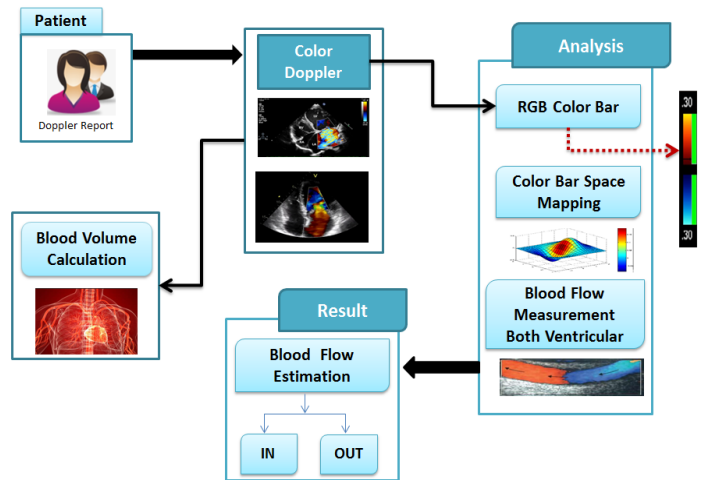 Patient
Doppler Report
Color
Doppler
Analysis
RGB Color Bar
.30
.30
Color Bar Space
Mapping
Blood Flow
Measurement
Both Ventricular
Blood Volume
Calculation
Result
Blood Flow
Estimation
IN
OUT